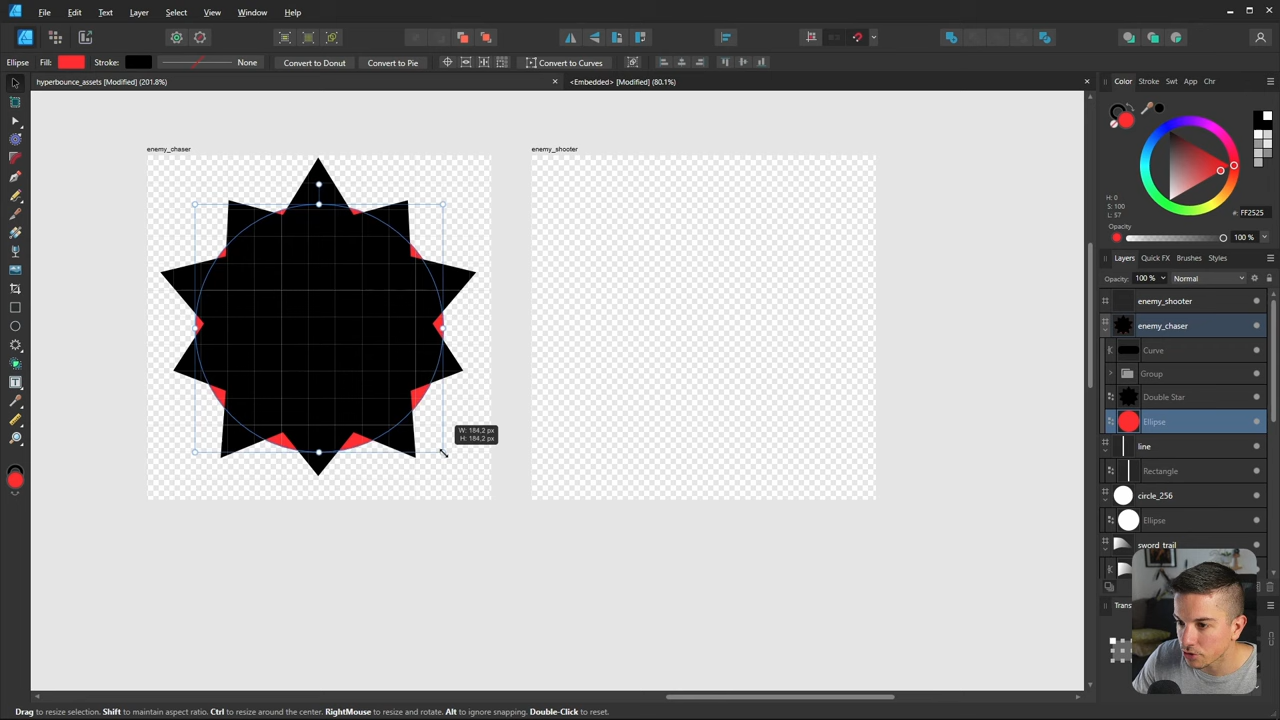 File Edit Text Layer Select View Window Help
Ellipse Fill: Stroke: None Convert to Donut Convert to Pie Convert to Curves
hyperbounce_assets [Modified] (201.8%)
<Embedded> [Modified] (80.1%)
Color Stroke Swt App Chr
H: 0
S: 100
L: 57
#: FF2525
Opacity
100 %
Layers Quick FX Brushes Styles
Opacity: 100 % Normal
enemy_shooter
enemy_chaser
Curve
Group
Double Star
Ellipse
line
Rectangle
circle_256
Ellipse
sword_trail
enemy_chaser
enemy_shooter
W: 184,2 px
H: 184,2 px
Drag to resize selection. Shift to maintain aspect ratio. Ctrl to resize around the center. RightMouse to resize and rotate. Alt to ignore snapping. Double-Click to reset.